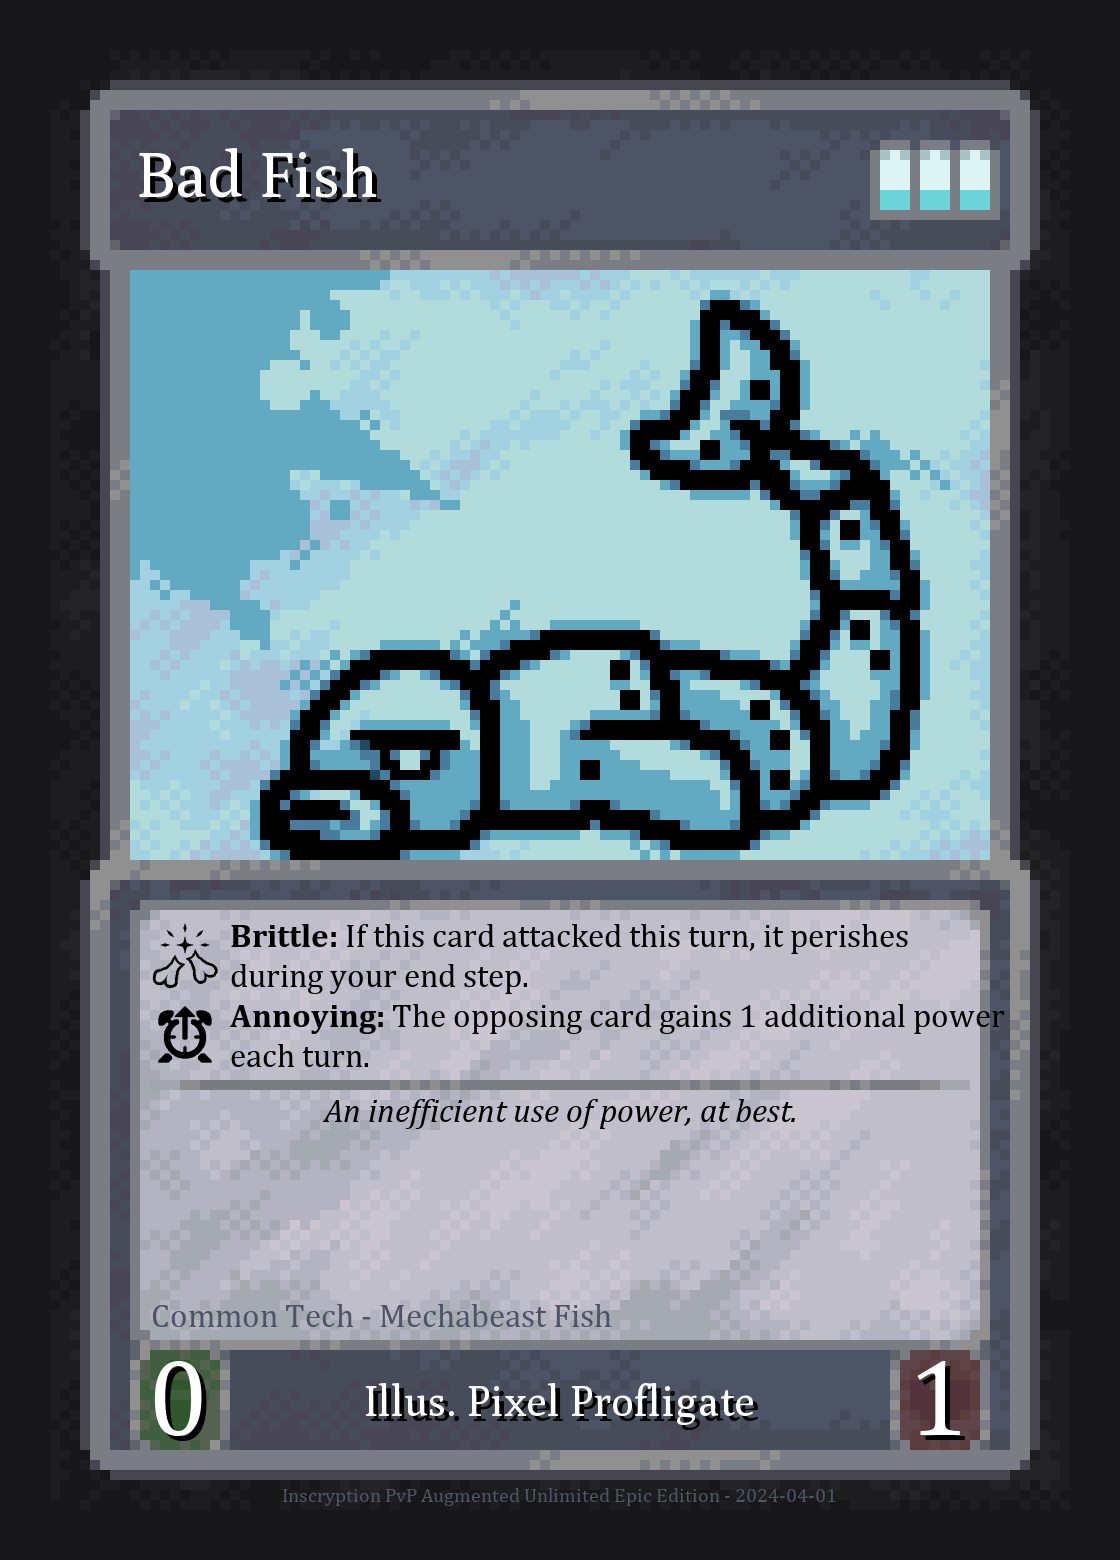 Bad Fish
Brittle: If this card attacked this turn, it perishes
during your end step.
Annoying: The opposing card gains 1 additional power
each turn.
An inefficient use of power, at best.
Common Tech - Mechabeast Fish
0
Illus. Pixel Profligate
1
Inscryption PvP Augmented Unlimited Epic Edition - 2024-04-01